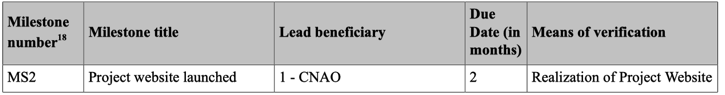 Milestone number18
Milestone title
Lead beneficiary
Due Date (in months)
Means of verification
MS2
Project website launched
1 - CNAO
2
Realization of Project Website